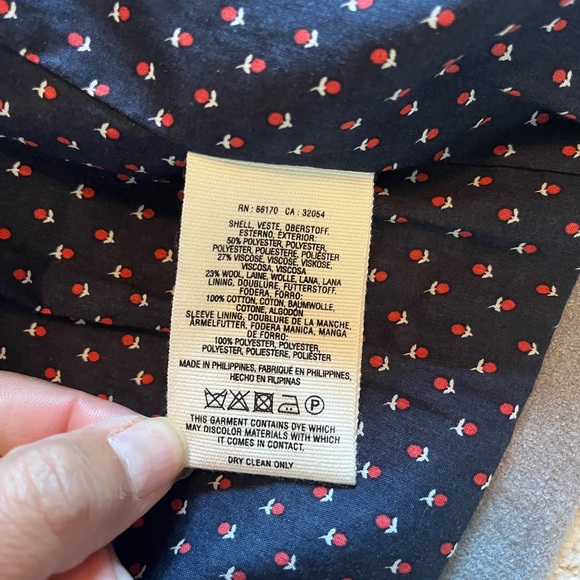 RN : 66170 CA : 32054
SHELL, VESTE, OBERSTOFF,
ESTERNO, EXTERIOR:
50% POLYESTER, POLYESTER,
POLYESTER, POLIESTERE, POLIÉSTER
27% VISCOSE, VISCOSE, VISKOSE,
VISCOSA, VISCOSA
23% WOOL, LAINE, WOLLE, LANA, LANA
LINING, DOUBLURE, FUTTERSTOFF,
FODERA, FORRO:
100% COTTON, COTON, BAUMWOLLE,
COTONE, ALGODÓN
SLEEVE LINING, DOUBLURE DE LA MANCHE,
ÄRMELFUTTER, FODERA MANICA, MANGA
DE FORRO:
100% POLYESTER, POLYESTER,
POLYESTER, POLIESTERE, POLIÉSTER
MADE IN PHILIPPINES, FABRIQUÉ EN PHILIPPINES,
HECHO EN FILIPINAS
P
THIS GARMENT CONTAINS DYE WHICH
MAY DISCOLOR MATERIALS WITH WHICH
IT COMES IN CONTACT.
DRY CLEAN ONLY